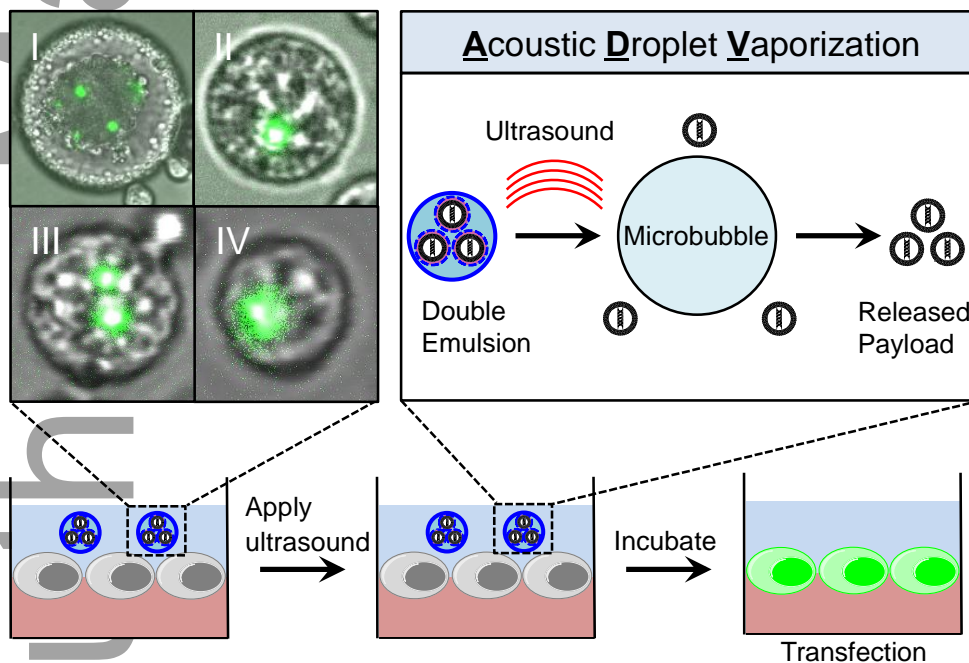 I
II
III
IV
Acoustic Droplet Vaporization
Ultrasound
Microbubble
Double
Emulsion
Released
Payload
Apply
ultrasound
Incubate
Transfection